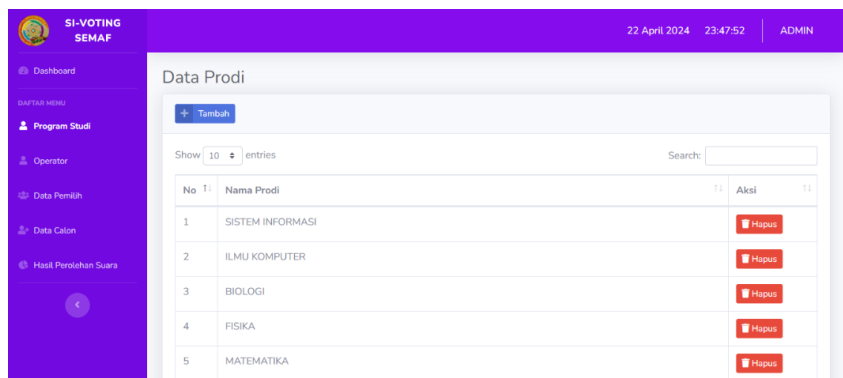 SI-VOTING
SEMAF
22 April 2024 23:47:52 ADMIN
Dashboard
DAFTAR MENU
Program Studi
Operator
Data Pemilih
Data Calon
Hasil Perolehan Suara
Data Prodi
+ Tambah
Show 10 entries
Search:
No Nama Prodi Aksi
1 SISTEM INFORMASI Hapus
2 ILMU KOMPUTER Hapus
3 BIOLOGI Hapus
4 FISIKA Hapus
5 MATEMATIKA Hapus